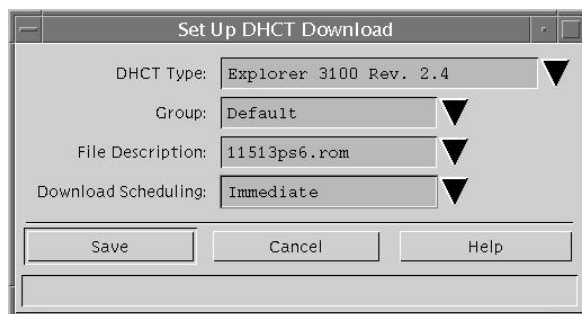 Set Up DHCT Download
DHCT Type: Explorer 3100 Rev. 2.4
Group: Default
File Description: 11513ps6.rom
Download Scheduling: Immediate
Save Cancel Help